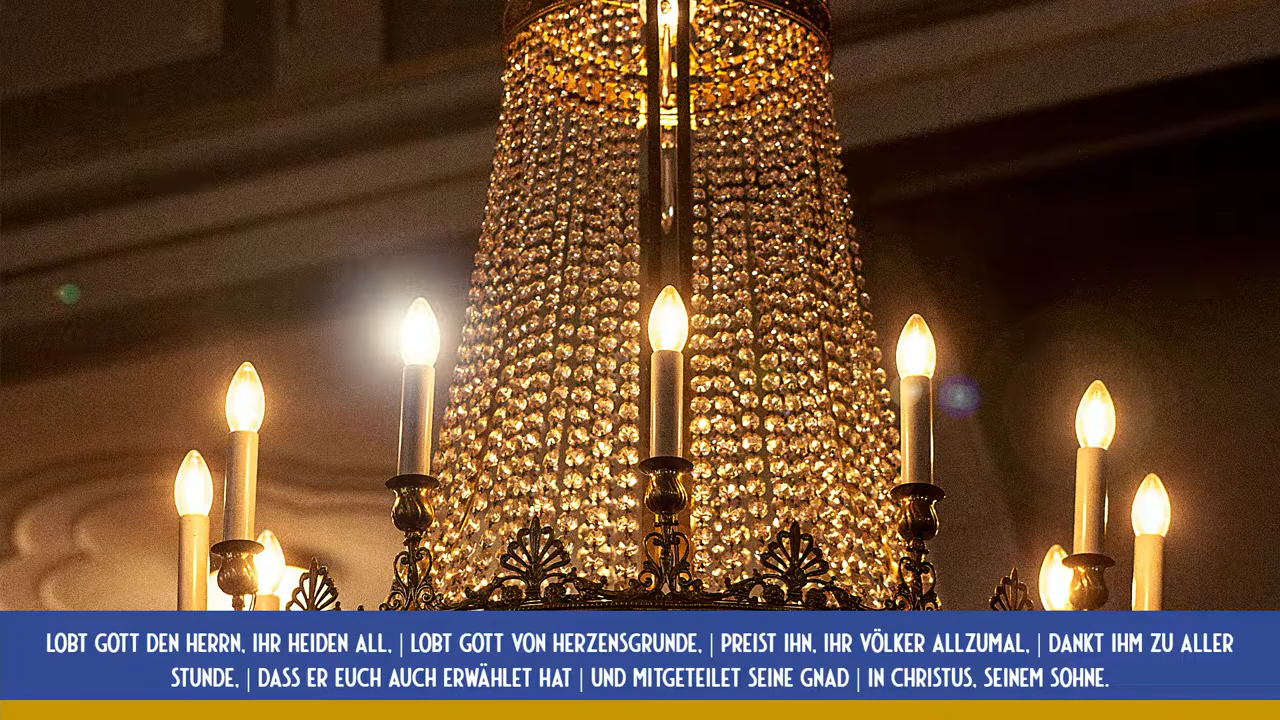 LOBT GOTT DEN HERRN, IHR HEIDEN ALL, | LOBT GOTT VON HERZENSGRUNDE, | PREIST IHN, IHR VÖLKER ALLZUMAL, | DANKT IHM ZU ALLER
STUNDE, | DASS ER EUCH AUCH ERWÄHLET HAT | UND MITGETEILET SEINE GNAD | IN CHRISTUS, SEINEM SOHNE.